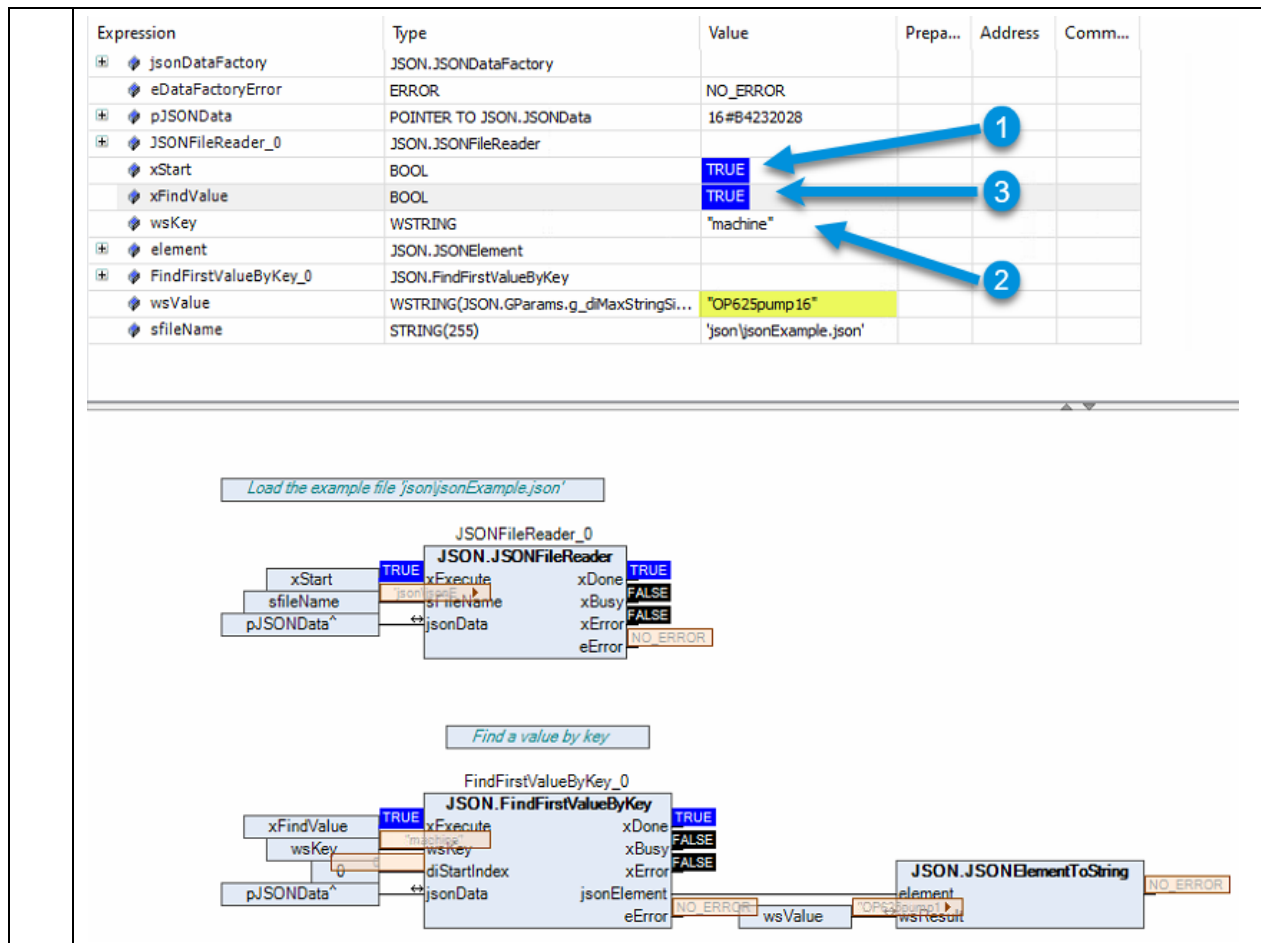 Expression Type Value Prepa... Address Comm...
jsonDataFactory JSON.JSONDataFactory
eDataFactoryError ERROR NO_ERROR
pJSONData POINTER TO JSON.JSONData 16#B4232028
1
JSONFileReader_0 JSON.JSONFileReader
xStart BOOL TRUE
xFindValue BOOL TRUE
3
wsKey WSTRING "machine"
element JSON.JSONElement
FindFirstValueByKey_0 JSON.FindFirstValueByKey
2
wsValue WSTRING(JSON.GParams.g_diMaxStringSi... "OP625pump16"
sfileName STRING(255) 'json\jsonExample.json'
Load the example file 'json\jsonExample.json'
JSONFileReader_0
JSON.JSONFileReader
xStart TRUE xExecute xDone TRUE
sfileName "json\jsonE sFileName xBusy FALSE
pJSONData^ jsonData xError FALSE
eError NO_ERROR
Find a value by key
FindFirstValueByKey_0
JSON.FindFirstValueByKey
xFindValue TRUE xExecute xDone TRUE
wsKey "machine" wsKey xBusy FALSE
0 0 diStartIndex xError FALSE
JSON.JSONElementToString
pJSONData^ jsonData jsonElement element NO_ERROR
eError NO_ERROR wsValue "OP625pump1 wsResult